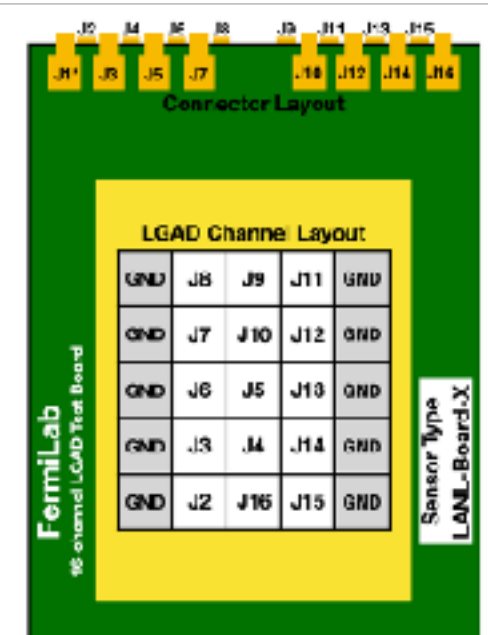 J2 J4 J6 J8 J9 J11 J13 J15
J1* J3 J5 J7 J10 J12 J14 J16
Connector Layout
LGAD Channel Layout
GND J8 J9 J11 GND
GND J7 J10 J12 GND
GND J6 J5 J13 GND
GND J3 J4 J14 GND
GND J2 J16 J15 GND
FermiLab
16-channel LGAD Test Board
Sensor Type
LANL-Board-X